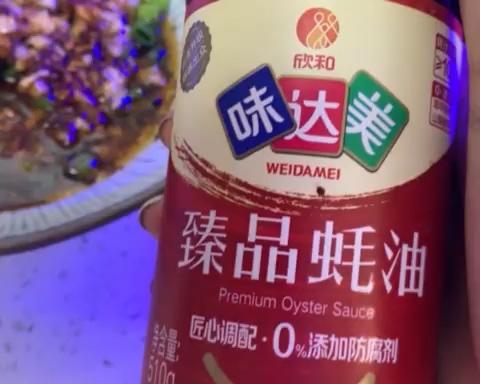 欣和
味达美
WEIDAMEI
臻品蚝油
Premium Oyster Sauce
匠心调配·0%添加防腐剂
净含量:
510g